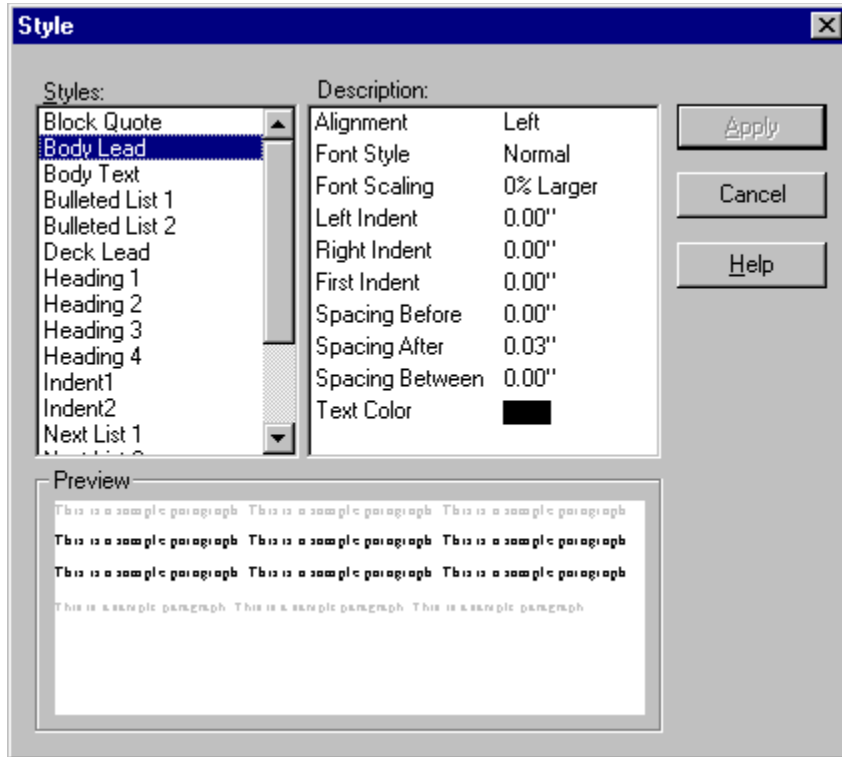 Style
Styles:
Block Quote
Body Lead
Body Text
Bulleted List 1
Bulleted List 2
Deck Lead
Heading 1
Heading 2
Heading 3
Heading 4
Indent1
Indent2
Next List 1
Description:
Alignment Left
Font Style Normal
Font Scaling 0% Larger
Left Indent 0.00"
Right Indent 0.00"
First Indent 0.00"
Spacing Before 0.00"
Spacing After 0.03"
Spacing Between 0.00"
Text Color
Apply
Cancel
Help
Preview
This is a sample paragraph This is a sample paragraph This is a sample paragraph
This is a sample paragraph This is a sample paragraph This is a sample paragraph
This is a sample paragraph This is a sample paragraph This is a sample paragraph
This is a sample paragraph This is a sample paragraph This is a sample paragraph